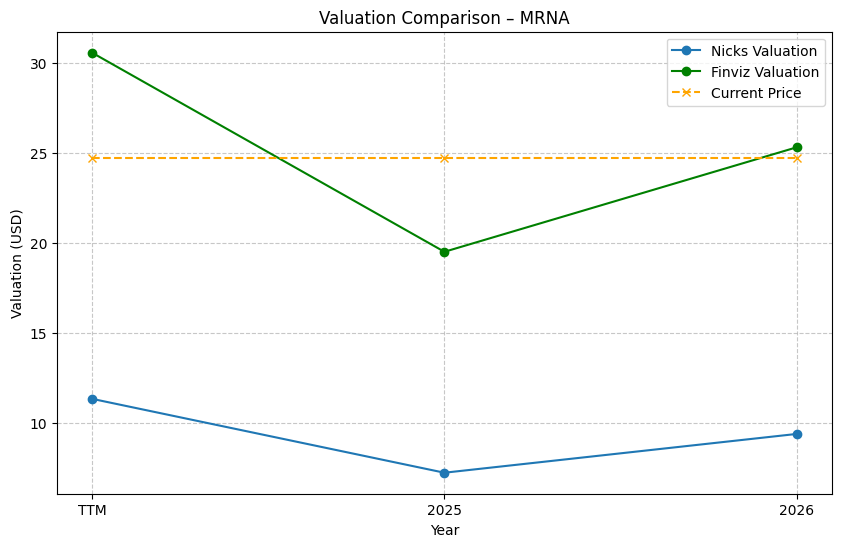 Valuation Comparison – MRNA
Nicks Valuation
Finviz Valuation
Current Price
Valuation (USD)
30
25
20
15
10
TTM
2025
2026
Year